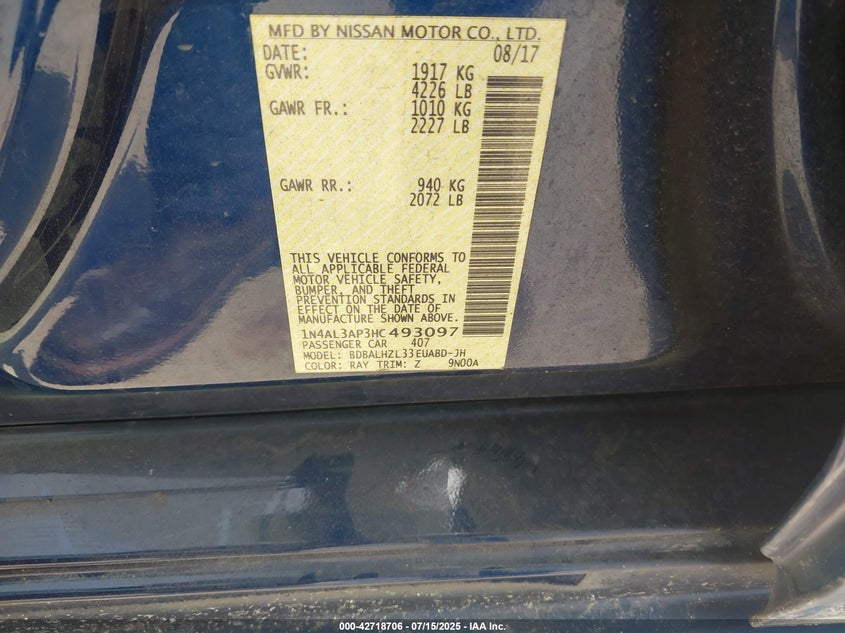 MFD BY NISSAN MOTOR CO., LTD.
DATE: 08/17
GVWR: 1917 KG
4226 LB
GAWR FR.: 1010 KG
2227 LB
GAWR RR.: 940 KG
2072 LB
THIS VEHICLE CONFORMS TO
ALL APPLICABLE FEDERAL
MOTOR VEHICLE SAFETY,
BUMPER, AND THEFT
PREVENTION STANDARDS IN
EFFECT ON THE DATE OF
MANUFACTURE SHOWN ABOVE.
1N4AL3AP3HC493097
PASSENGER CAR 407
MODEL: BDBALHZL33EUABD-JH
COLOR: RAY TRIM: Z 9N00A
000-42718706 - 07/15/2025 - IAA Inc.